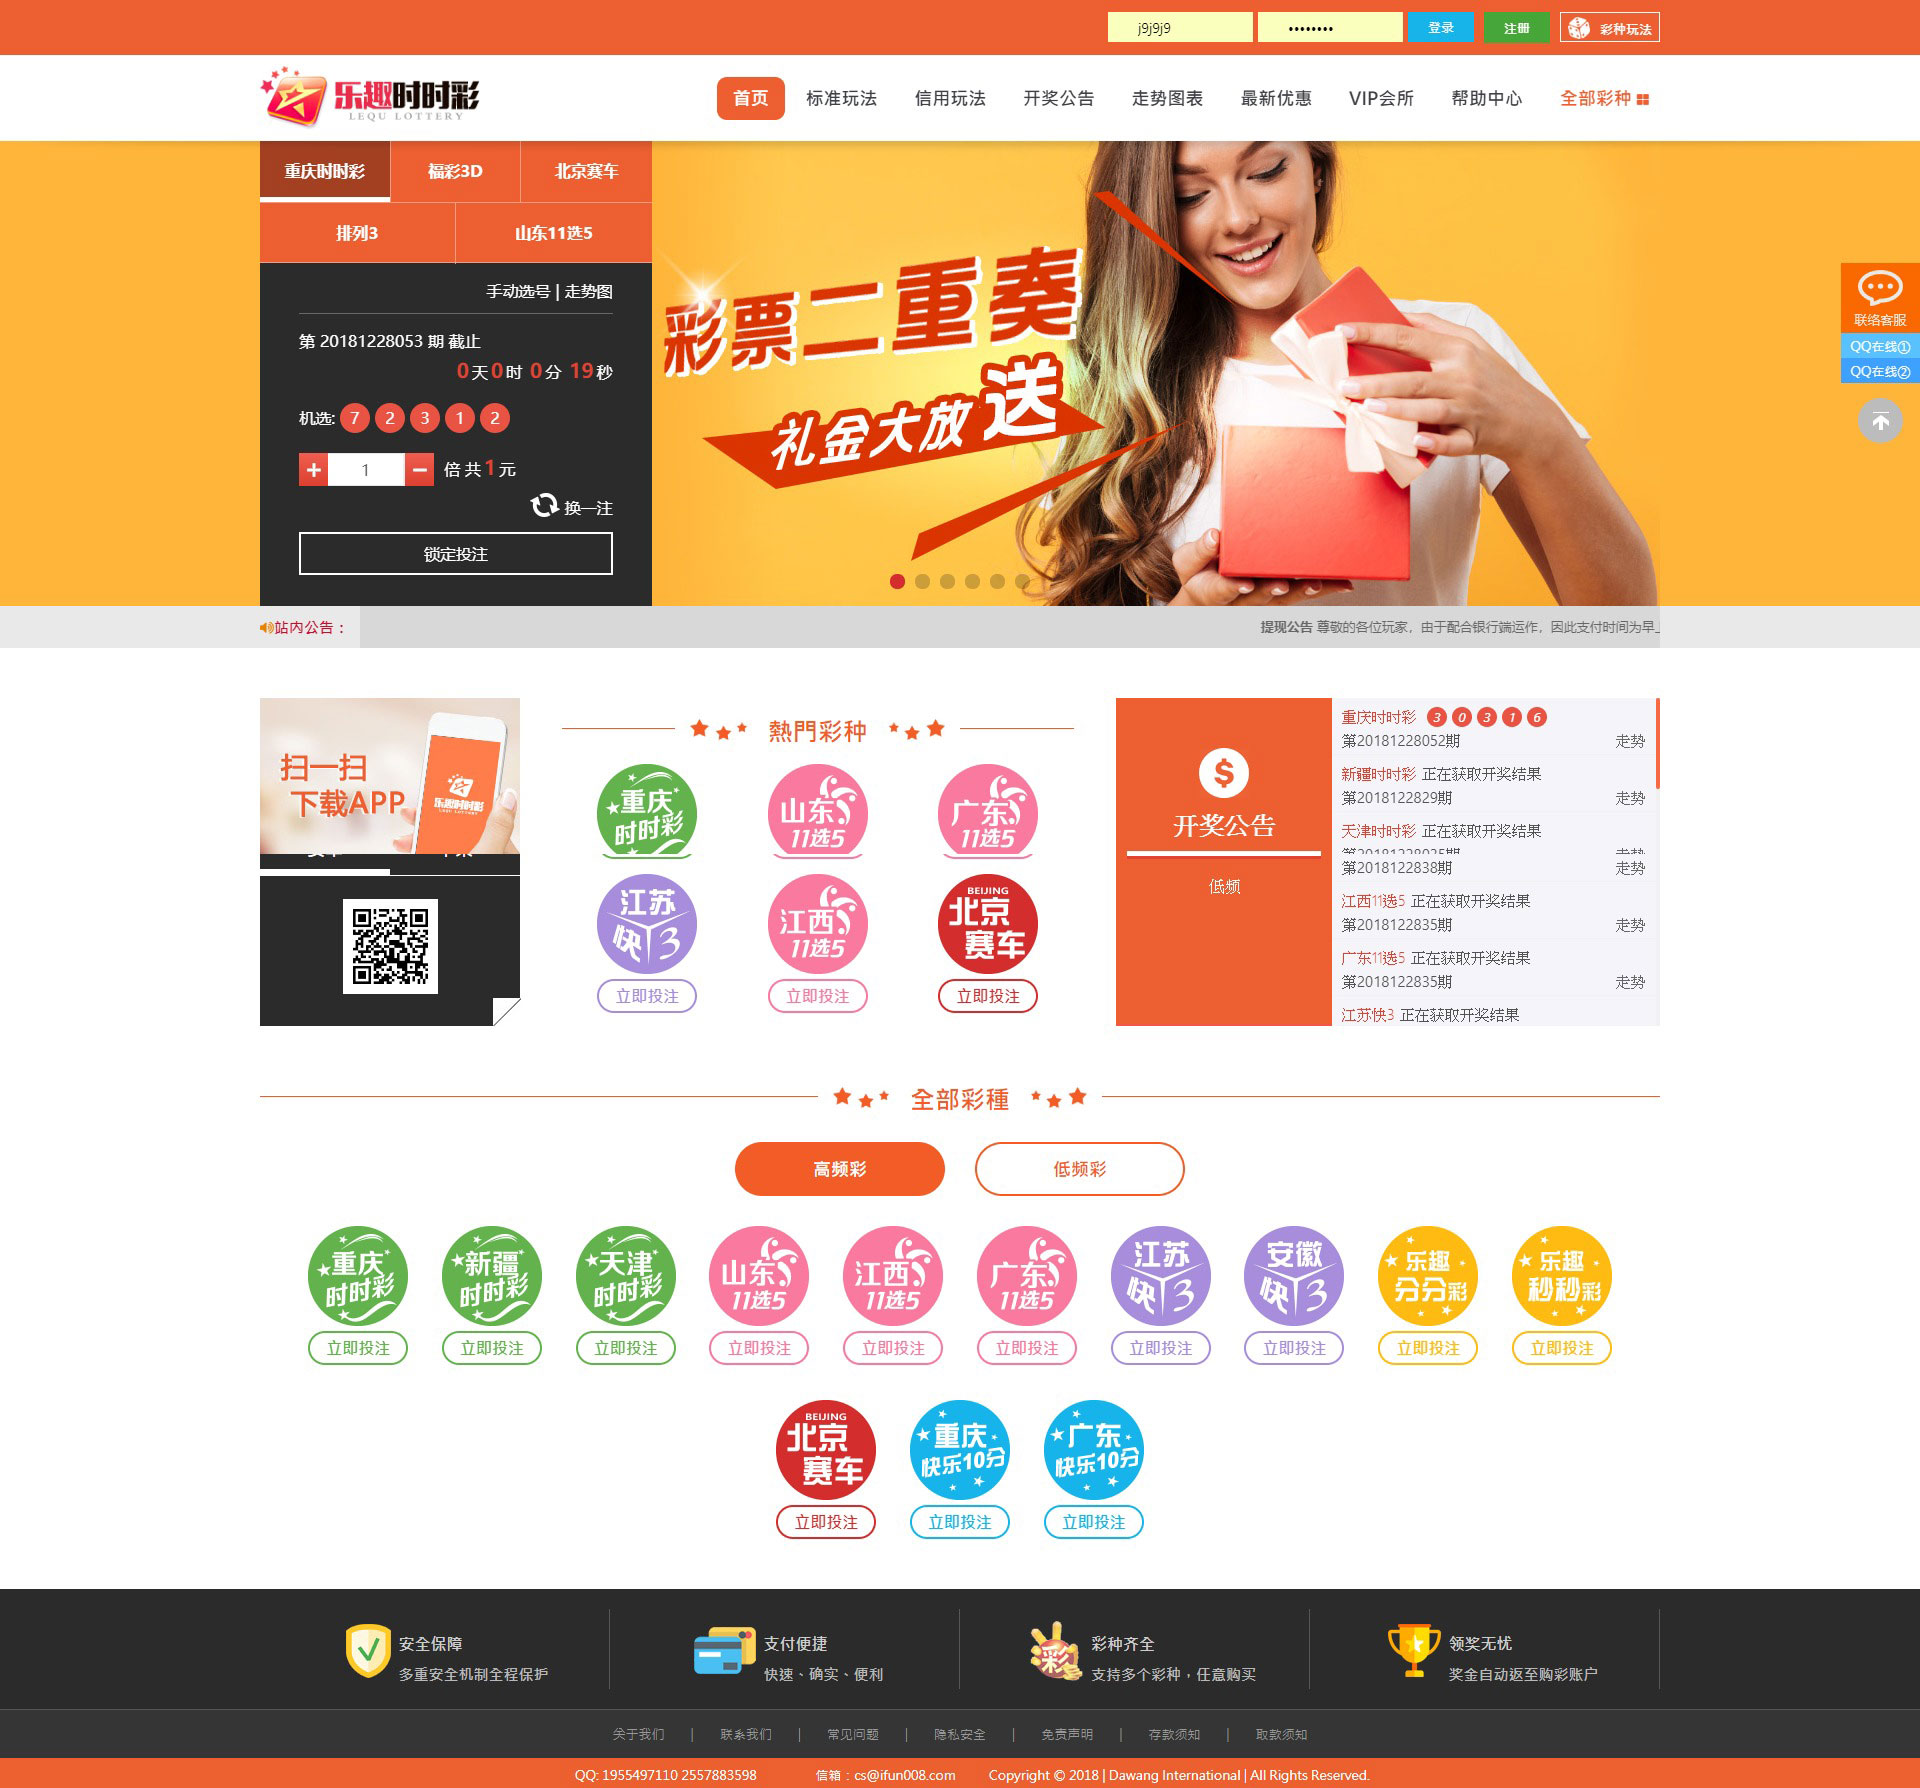 j9j9j9 •••••••• 登录 注册 彩种玩法
乐趣时时彩
LEQU LOTTERY
首页 标准玩法 信用玩法 开奖公告 走势图表 最新优惠 VIP会所 帮助中心 全部彩种
重庆时时彩 福彩3D 北京赛车
排列3 山东11选5
手动选号 | 走势图
第 20181228053 期 截止
0天0时 0分 19秒
机选: 7 2 3 1 2
+ 1 − 倍 共1元
换一注
锁定投注
彩票二重奏
礼金大放送
联络客服
QQ在线①
QQ在线②
站内公告：
提现公告 尊敬的各位玩家，由于配合银行端运作，因此支付时间为早上
扫一扫
下载APP
乐趣时时彩
熱門彩种
重庆时时彩
山东11选5
广东11选5
江苏快3
江西11选5
BEIJING
北京赛车
立即投注 立即投注 立即投注
开奖公告
低频
重庆时时彩 3 0 3 1 6
第20181228052期 走势
新疆时时彩 正在获取开奖结果
第2018122829期 走势
天津时时彩 正在获取开奖结果
第2018122838期 走势
江西11选5 正在获取开奖结果
第2018122835期 走势
广东11选5 正在获取开奖结果
第2018122835期 走势
江苏快3 正在获取开奖结果
全部彩種
高频彩 低频彩
重庆时时彩
新疆时时彩
天津时时彩
山东11选5
江西11选5
广东11选5
江苏快3
安徽快3
乐趣分分彩
乐趣秒秒彩
立即投注 立即投注 立即投注 立即投注 立即投注 立即投注 立即投注 立即投注 立即投注 立即投注
BEIJING
北京赛车
重庆快乐10分
广东快乐10分
立即投注 立即投注 立即投注
安全保障
多重安全机制全程保护
支付便捷
快速、确实、便利
彩
彩种齐全
支持多个彩种，任意购买
领奖无忧
奖金自动返至购彩账户
关于我们 | 联系我们 | 常见问题 | 隐私安全 | 免责声明 | 存款须知 | 取款须知
QQ: 1955497110 2557883598 信箱：cs@ifun008.com Copyright © 2018 | Dawang International | All Rights Reserved.